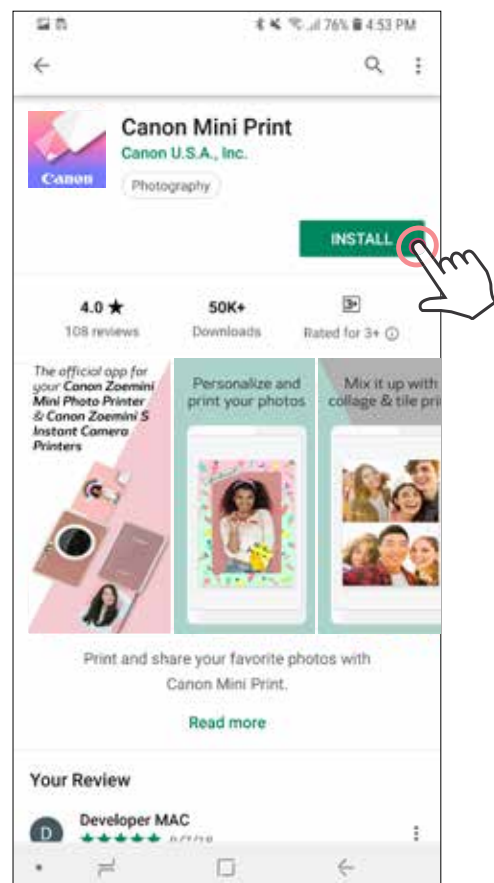 76% 4:53 PM
Canon Mini Print
Canon U.S.A., Inc.
Canon
Photography
INSTALL
4.0 ★
50K+
3+
108 reviews
Downloads
Rated for 3+
The official app for
your Canon Zoemini
Mini Photo Printer
& Canon Zoemini S
Instant Camera
Printers
Personalize and
print your photos
Mix it up with
collage & tile pri
Print and share your favorite photos with
Canon Mini Print.
Read more
Your Review
D
Developer MAC
★★★★★